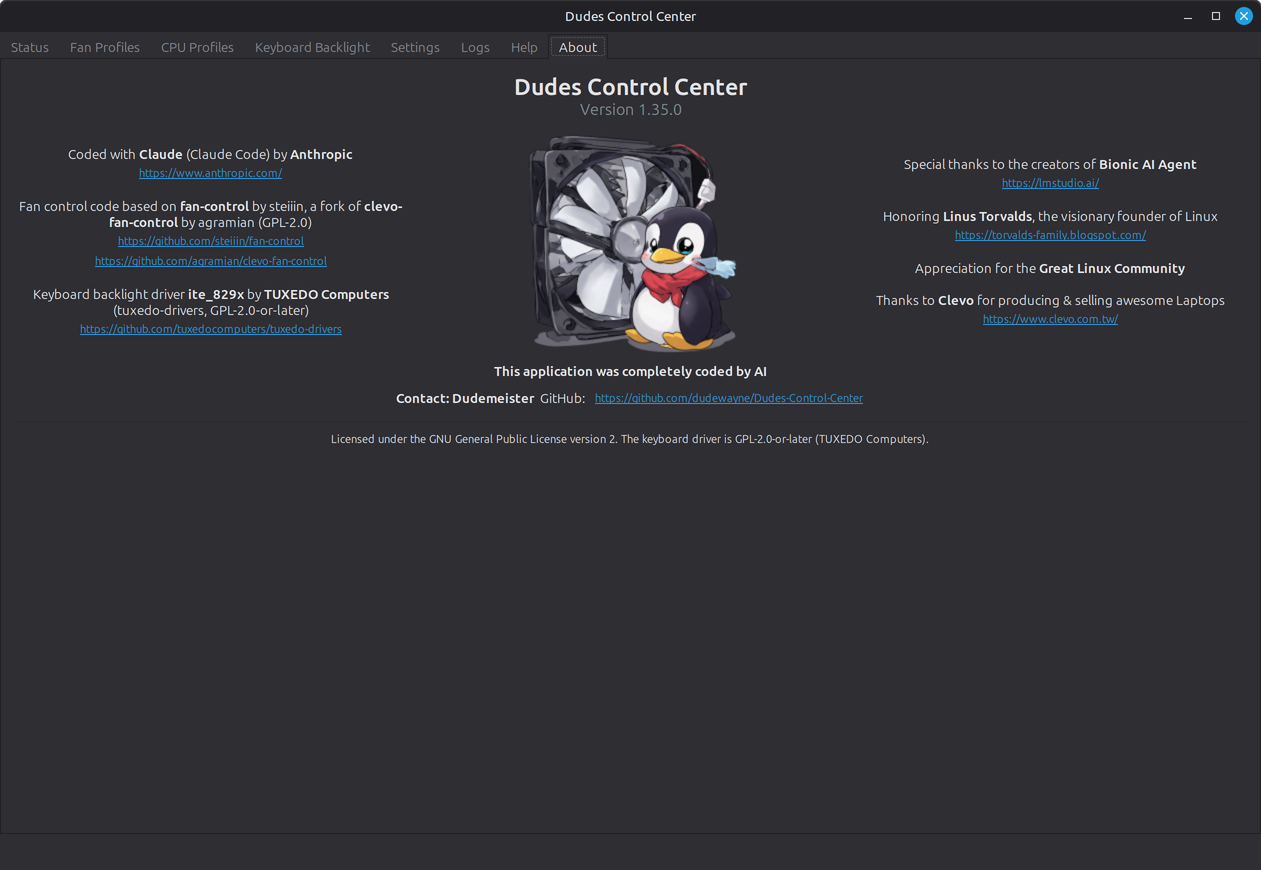 Dudes Control Center
Status Fan Profiles CPU Profiles Keyboard Backlight Settings Logs Help About
Dudes Control Center
Version 1.35.0
Coded with Claude (Claude Code) by Anthropic
https://www.anthropic.com/
Fan control code based on fan-control by steiin, a fork of clevo-
fan-control by agramian (GPL-2.0)
https://github.com/steiin/fan-control
https://github.com/agramian/clevo-fan-control
Keyboard backlight driver ite_829x by TUXEDO Computers
(tuxedo-drivers, GPL-2.0-or-later)
https://github.com/tuxedocomputers/tuxedo-drivers
Special thanks to the creators of Bionic AI Agent
https://lmstudio.ai/
Honoring Linus Torvalds, the visionary founder of Linux
https://torvalds-family.blogspot.com/
Appreciation for the Great Linux Community
Thanks to Clevo for producing & selling awesome Laptops
https://www.clevo.com.tw/
This application was completely coded by AI
Contact: Dudemeister GitHub: https://github.com/dudewayne/Dudes-Control-Center
Licensed under the GNU General Public License version 2. The keyboard driver is GPL-2.0-or-later (TUXEDO Computers).